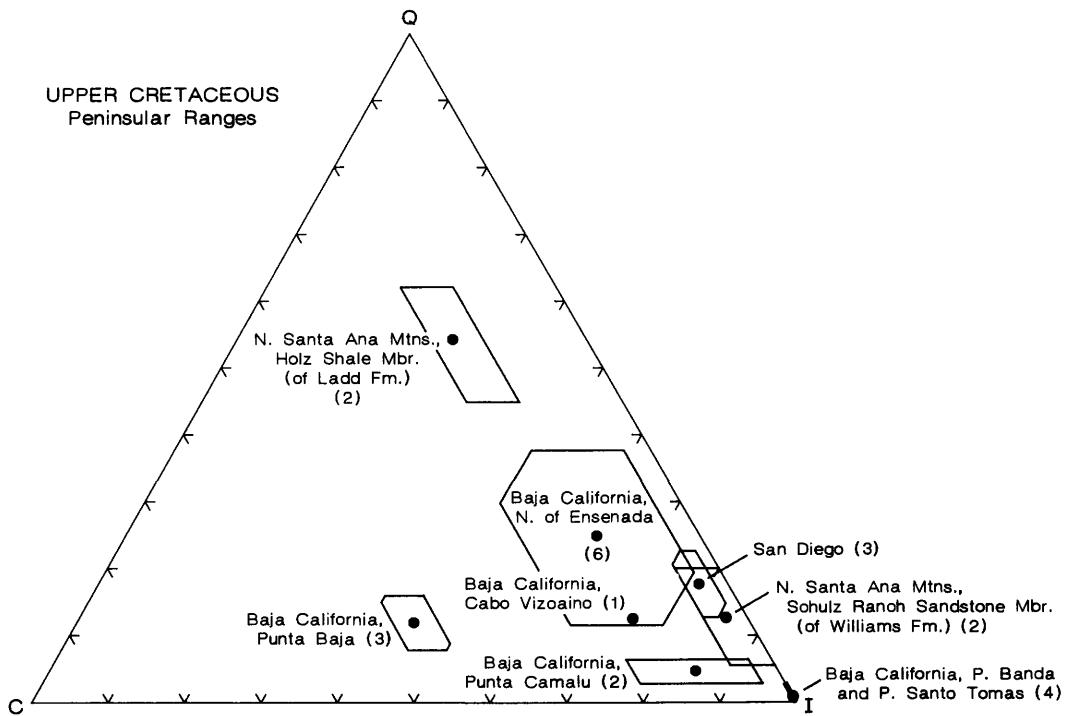 Q
UPPER CRETACEOUS
Peninsular Ranges
N. Santa Ana Mtns.,
Holz Shale Mbr.
(of Ladd Fm.)
(2)
Baja California,
N. of Ensenada
(6)
San Diego (3)
Baja California,
Cabo Vizoaino (1)
N. Santa Ana Mtns.,
Sohulz Ranoh Sandstone Mbr.
(of Williams Fm.) (2)
Baja California,
Punta Baja (3)
Baja California,
Punta Camalu (2)
Baja California, P. Banda
and P. Santo Tomas (4)
C
I